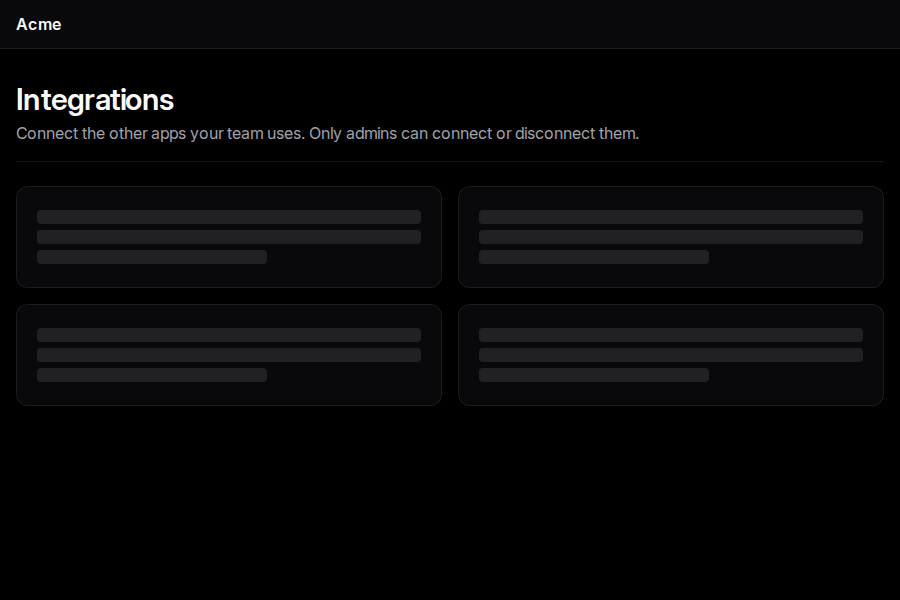 Acme
Integrations
Connect the other apps your team uses. Only admins can connect or disconnect them.